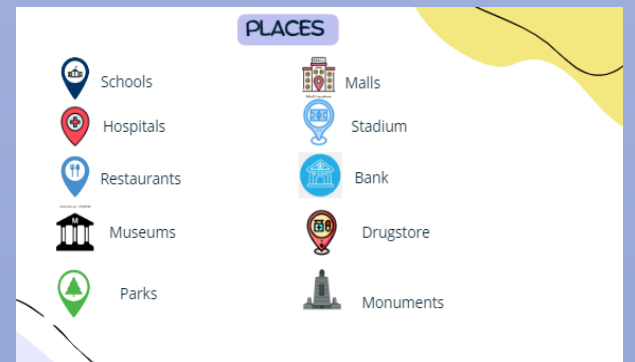 PLACES
Schools
Hospitals
Restaurants
Museums
Parks
Malls
Stadium
Bank
Drugstore
Monuments
M